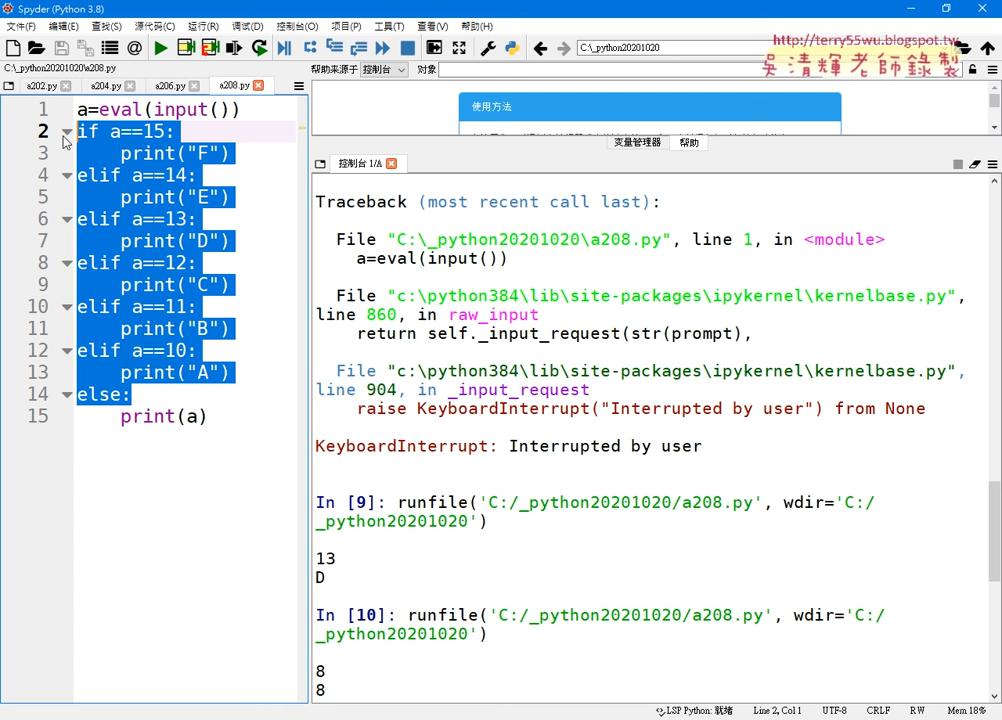 Spyder (Python 3.8)
文件(F) 编辑(E) 查找(S) 源代码(C) 运行(R) 调试(D) 控制台(O) 项目(P) 工具(T) 查看(V) 帮助(H)
C:\_python20201020
http://terry55wu.blogspot.tw
吳清輝老師錄製
C:\_python20201020\a208.py
帮助来源于 控制台 对象
a202.py a204.py a206.py a208.py
使用方法
变量管理器 帮助
控制台 1/A
1 a=eval(input())
2 if a==15:
3 print("F")
4 elif a==14:
5 print("E")
6 elif a==13:
7 print("D")
8 elif a==12:
9 print("C")
10 elif a==11:
11 print("B")
12 elif a==10:
13 print("A")
14 else:
15 print(a)
Traceback (most recent call last):
File "C:\_python20201020\a208.py", line 1, in <module>
a=eval(input())
File "c:\python384\lib\site-packages\ipykernel\kernelbase.py",
line 860, in raw_input
return self._input_request(str(prompt),
File "c:\python384\lib\site-packages\ipykernel\kernelbase.py",
line 904, in _input_request
raise KeyboardInterrupt("Interrupted by user") from None
KeyboardInterrupt: Interrupted by user
In [9]: runfile('C:/_python20201020/a208.py', wdir='C:/
_python20201020')
13
D
In [10]: runfile('C:/_python20201020/a208.py', wdir='C:/
_python20201020')
8
8
LSP Python: 就绪 Line 2, Col 1 UTF-8 CRLF RW Mem 18%